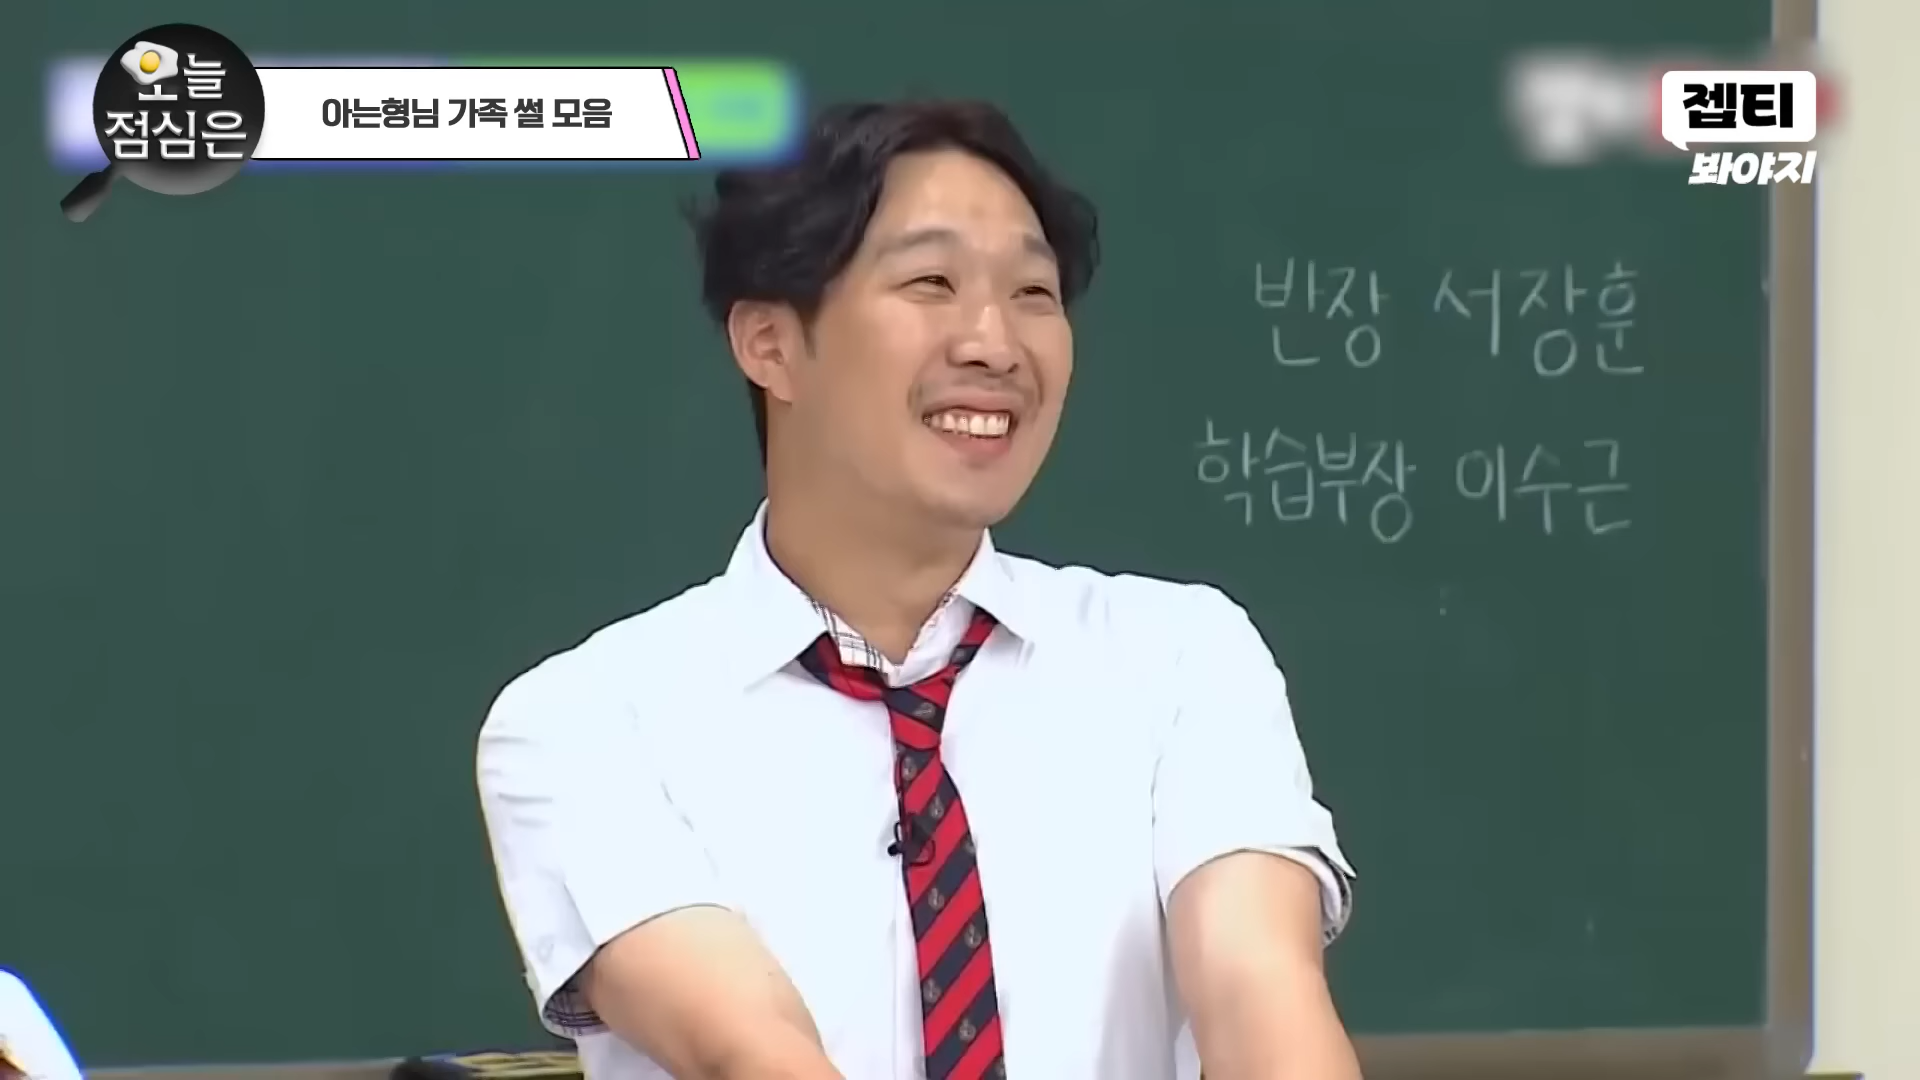 오늘
점심은
아는형님 가족 썰 모음
젭티
봐야지
반장 서장훈
학습부장 이수근